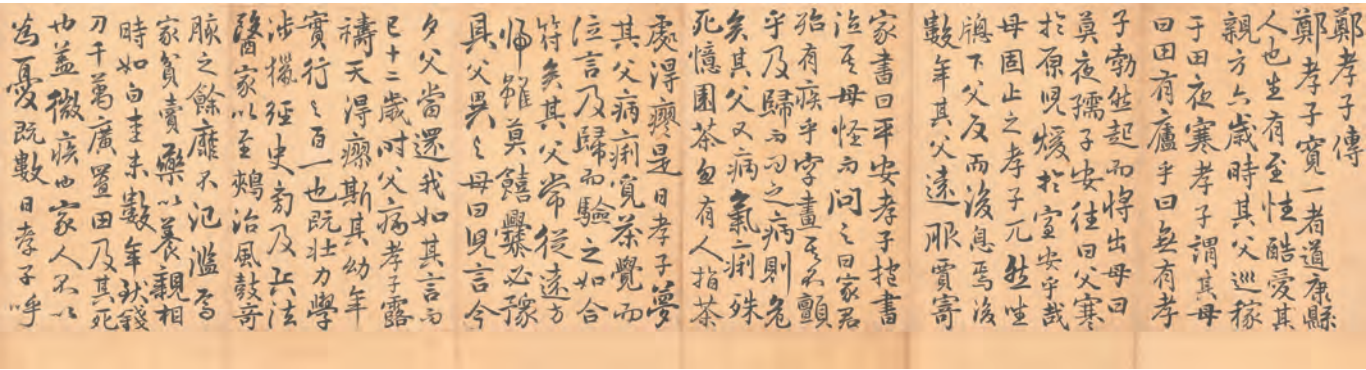 鄭孝子傳
鄭孝子寬一者道康縣
人也生有至性酷愛其
親方六歲時其父巡稼
于田夜寒孝子謂其母
曰田有廬乎曰無有孝
子勃然起而將出母曰
莫夜孺子安往曰父寒
於原兒煖於室安乎哉
母固止之孝子兀然坐
牕下父反而後息焉後
數年其父遠服賈寄
家書曰平安孝子抱書
泣其母怪而問之曰家君
殆有疾乎字畫其不顫
乎及歸而叩之病則危
矣其父又病氣痢殊
死憶園茶忽有人指茶
處得瘳是日孝子夢
其父病痢覓茶覺而
泣言及歸而驗之如合
符矣其父常從遠方
歸雖莫饎爨必豫
具父異之母曰兒言今
夕父當還我如其言而
已十二歲時父病孝子露
禱天得瘳斯其幼年
實行之百一也既壯力學
涉獵經史旁及兵法
醫家以至鵊治風鼓奇
脉之餘靡不氾濫焉
家貧賣藥以養親相
時如白圭未數年致錢
刀千萬廣置田及其死
也蓋微疾也家人不以
為憂既數日孝子呼